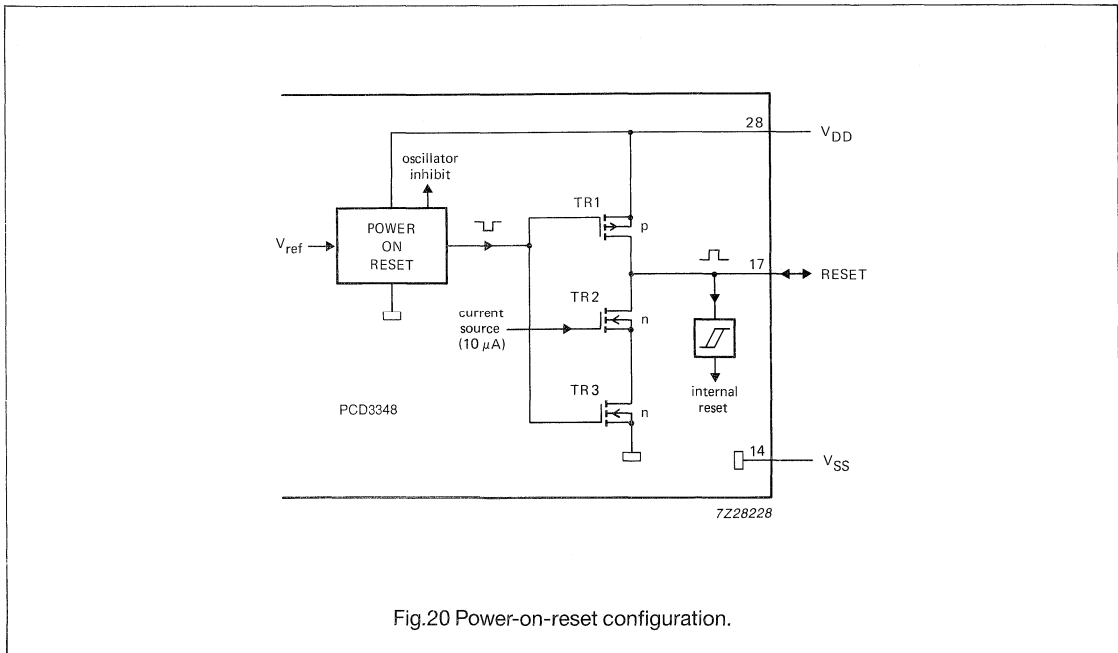 28
V_DD
oscillator
inhibit
TR1
POWER
ON
RESET
p
V_ref
17
RESET
TR2
current
source
(10 μA)
n
internal
reset
TR3
n
PCD3348
14
V_SS
7Z28228
Fig.20 Power-on-reset configuration.